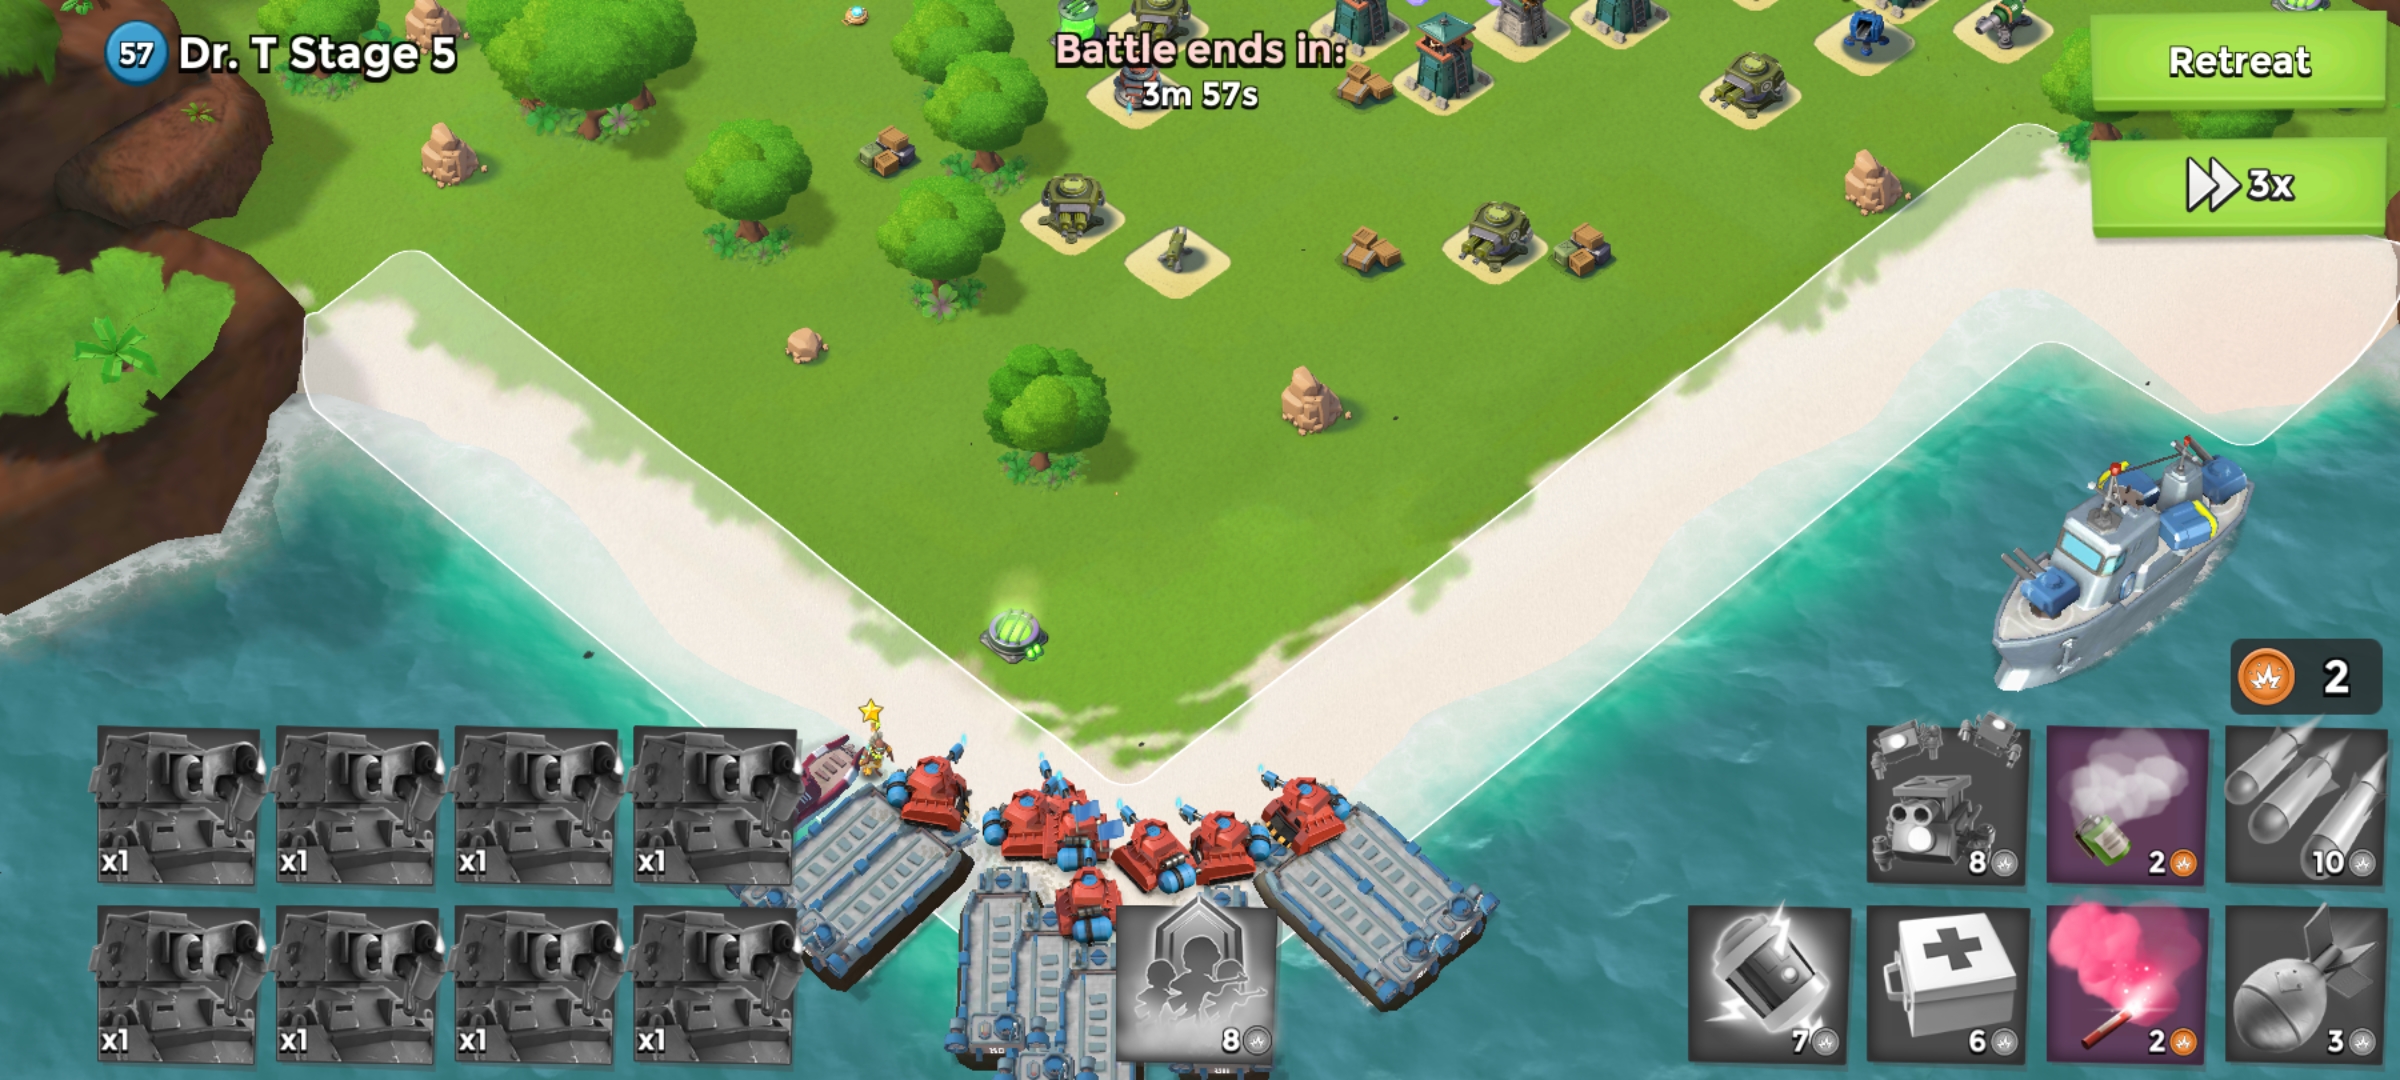 57 Dr. T Stage 5
Battle ends in:
3m 57s
Retreat
3x
2
x1 x1 x1 x1
8 2 10
x1 x1 x1 x1
8
7 6 2 3